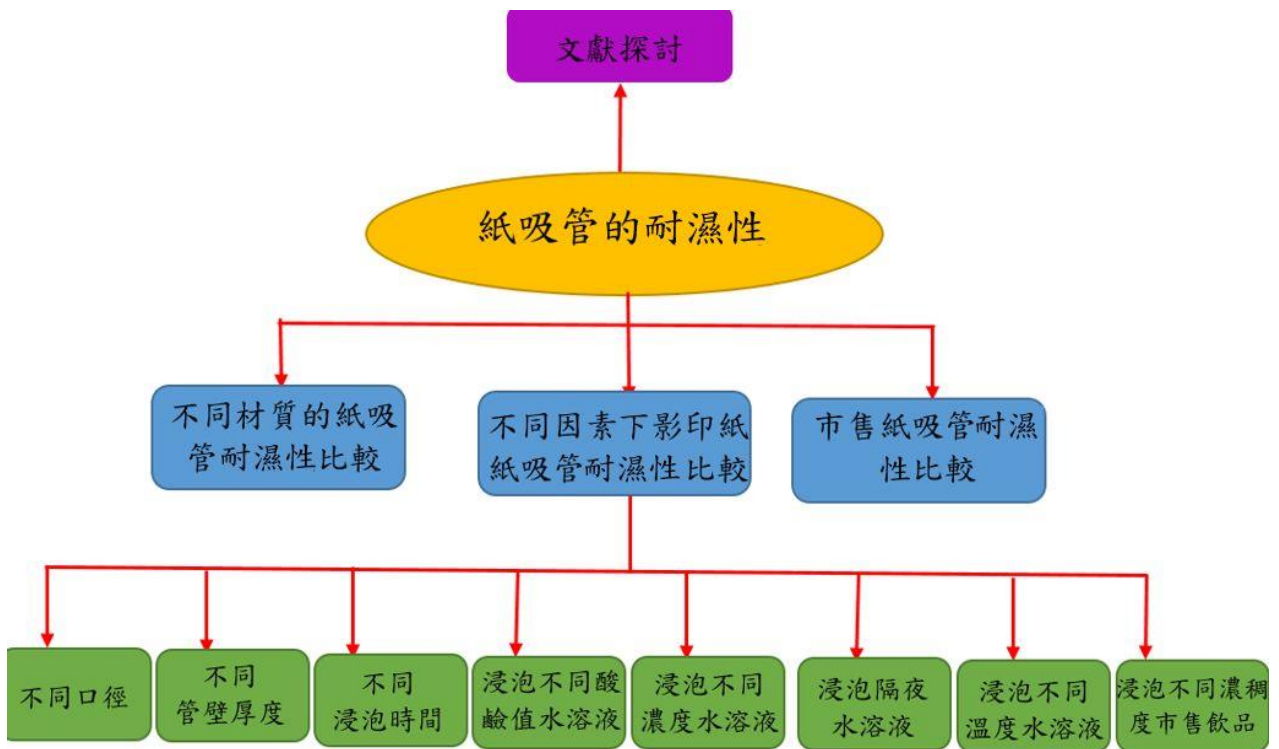 文獻探討
紙吸管的耐濕性
不同材質的紙吸
管耐濕性比較
不同因素下影印紙
紙吸管耐濕性比較
市售紙吸管耐濕
性比較
不同口徑
不同
管壁厚度
不同
浸泡時間
浸泡不同酸
鹼值水溶液
浸泡不同
濃度水溶液
浸泡隔夜
水溶液
浸泡不同
溫度水溶液
浸泡不同濃稠
度市售飲品